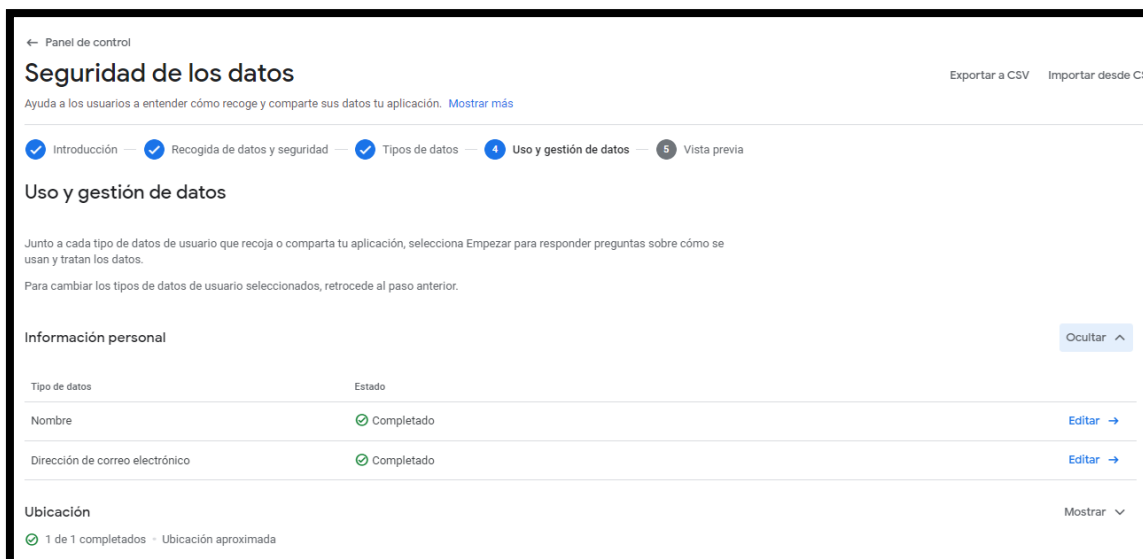 ← Panel de control
Seguridad de los datos
Exportar a CSV Importar desde
Ayuda a los usuarios a entender cómo recoge y comparte sus datos tu aplicación. Mostrar más
Introducción Recogida de datos y seguridad Tipos de datos 4 Uso y gestión de datos 5 Vista previa
Uso y gestión de datos
Junto a cada tipo de datos de usuario que recoja o comparta tu aplicación, selecciona Empezar para responder preguntas sobre cómo se
usan y tratan los datos.
Para cambiar los tipos de datos de usuario seleccionados, retrocede al paso anterior.
Información personal Ocultar
Tipo de datos Estado
Nombre Completado Editar →
Dirección de correo electrónico Completado Editar →
Ubicación Mostrar
1 de 1 completados • Ubicación aproximada